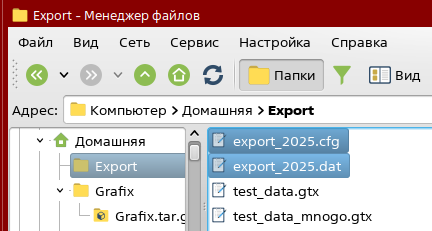 Export - Менеджер файлов
Файл Вид Сеть Сервис Настройка Справка
Папки Вид
Адрес: Компьютер Домашняя Export
Домашняя export_2025.cfg
Export export_2025.dat
Grafix test_data.gtx
Grafix.tar.g test_data_mnogo.gtx